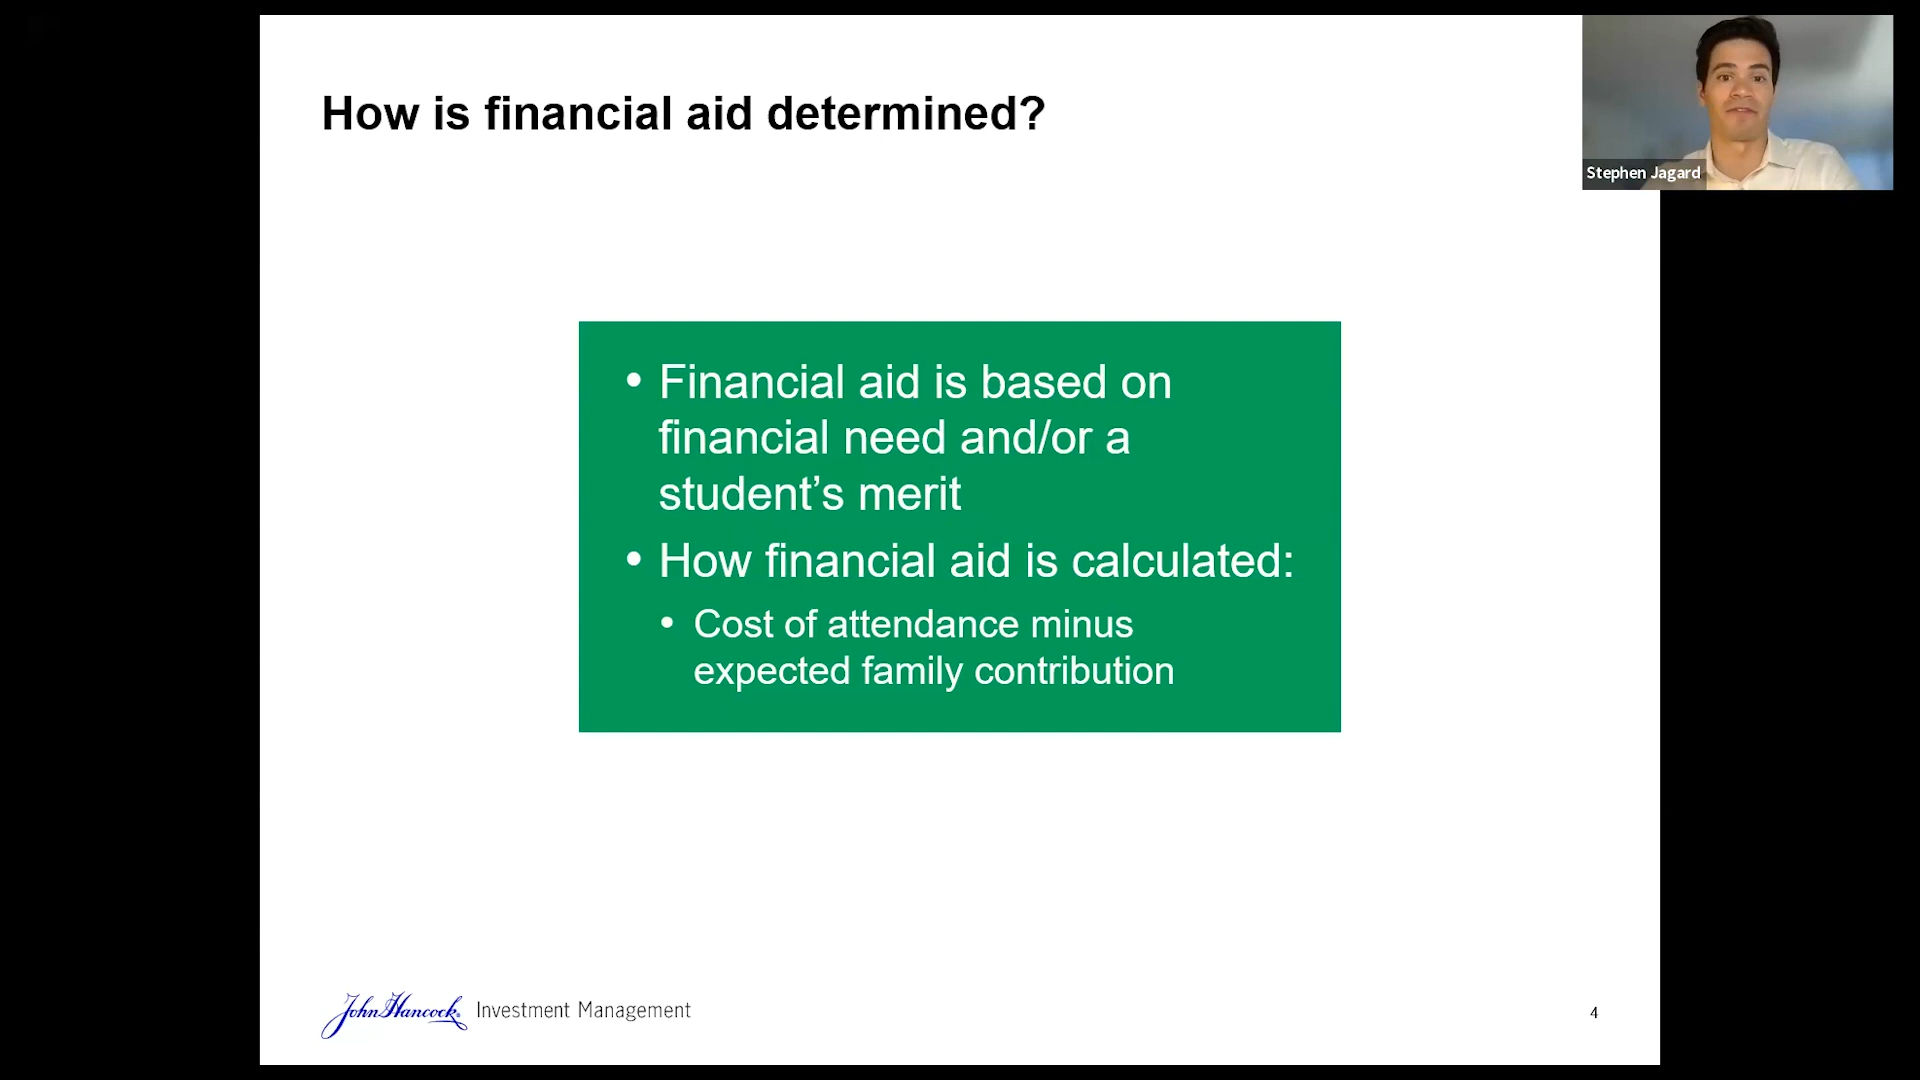 How is financial aid determined?
Stephen Jagard
• Financial aid is based on
financial need and/or a
student’s merit
• How financial aid is calculated:
• Cost of attendance minus
expected family contribution
John Hancock® Investment Management
4